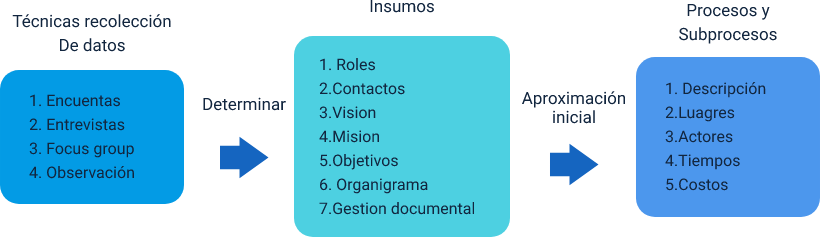 Técnicas recolección
De datos
1. Encuentas
2. Entrevistas
3. Focus group
4. Observación
Determinar
Insumos
1. Roles
2.Contactos
3.Vision
4.Mision
5.Objetivos
6. Organigrama
7.Gestion documental
Aproximación
inicial
Procesos y
Subprocesos
1. Descripción
2.Luagres
3.Actores
4.Tiempos
5.Costos